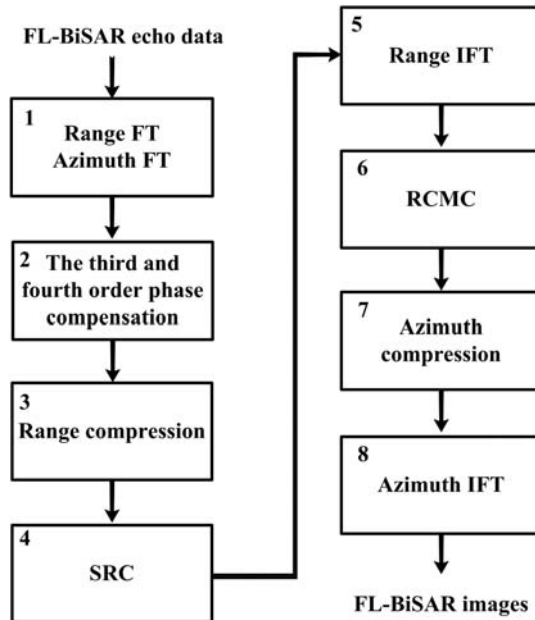 FL-BiSAR echo data
1
Range FT
Azimuth FT
2
The third and
fourth order phase
compensation
3
Range compression
4
SRC
5
Range IFT
6
RCMC
7
Azimuth
compression
8
Azimuth IFT
FL-BiSAR images